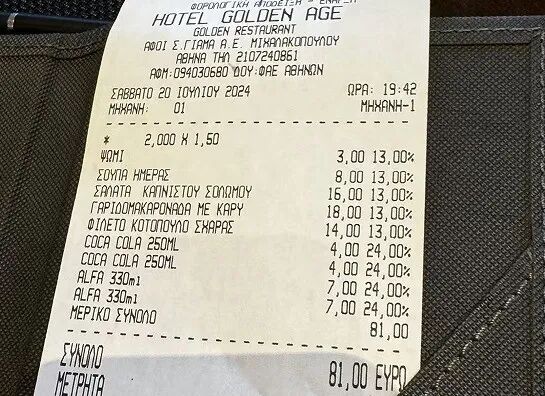 ΦΟΡΟΛΟΓΙΚΗ ΑΠΟΔΕΙΞΗ - ΕΝΑΡΞΗ
HOTEL GOLDEN AGE
GOLDEN RESTAURANT
ΑΦΟΙ Σ.ΓΙΑΜΑ Α.Ε. ΜΙΧΑΛΑΚΟΠΟΥΛΟΥ
ΑΘΗΝΑ ΤΗΛ 2107240861
ΑΦΜ:094030680 ΔΟΥ:ΦΑΕ ΑΘΗΝΩΝ
ΣΑΒΒΑΤΟ 20 ΙΟΥΛΙΟΥ 2024 ΩΡΑ: 19:42
ΜΗΧΑΝΗ: 01 ΜΗΧΑΝΗ-1
* 2,000 X 1,50
ΨΩΜΙ 3,00 13,00%
ΣΟΥΠΑ ΗΜΕΡΑΣ 8,00 13,00%
ΣΑΛΑΤΑ ΚΑΠΝΙΣΤΟΥ ΣΟΛΩΜΟΥ 16,00 13,00%
ΓΑΡΙΔΟΜΑΚΑΡΟΝΑΔΑ ΜΕ ΚΑΡΥ 18,00 13,00%
ΦΙΛΕΤΟ ΚΟΤΟΠΟΥΛΟ ΣΧΑΡΑΣ 14,00 13,00%
COCA COLA 250ML 4,00 24,00%
COCA COLA 250ML 4,00 24,00%
ALFA 330ml 7,00 24,00%
ALFA 330ml 7,00 24,00%
ΜΕΡΙΚΟ ΣΥΝΟΛΟ 81,00
ΣΥΝΟΛΟ 81,00 ΕΥΡΩ
ΜΕΤΡΗΤΑ